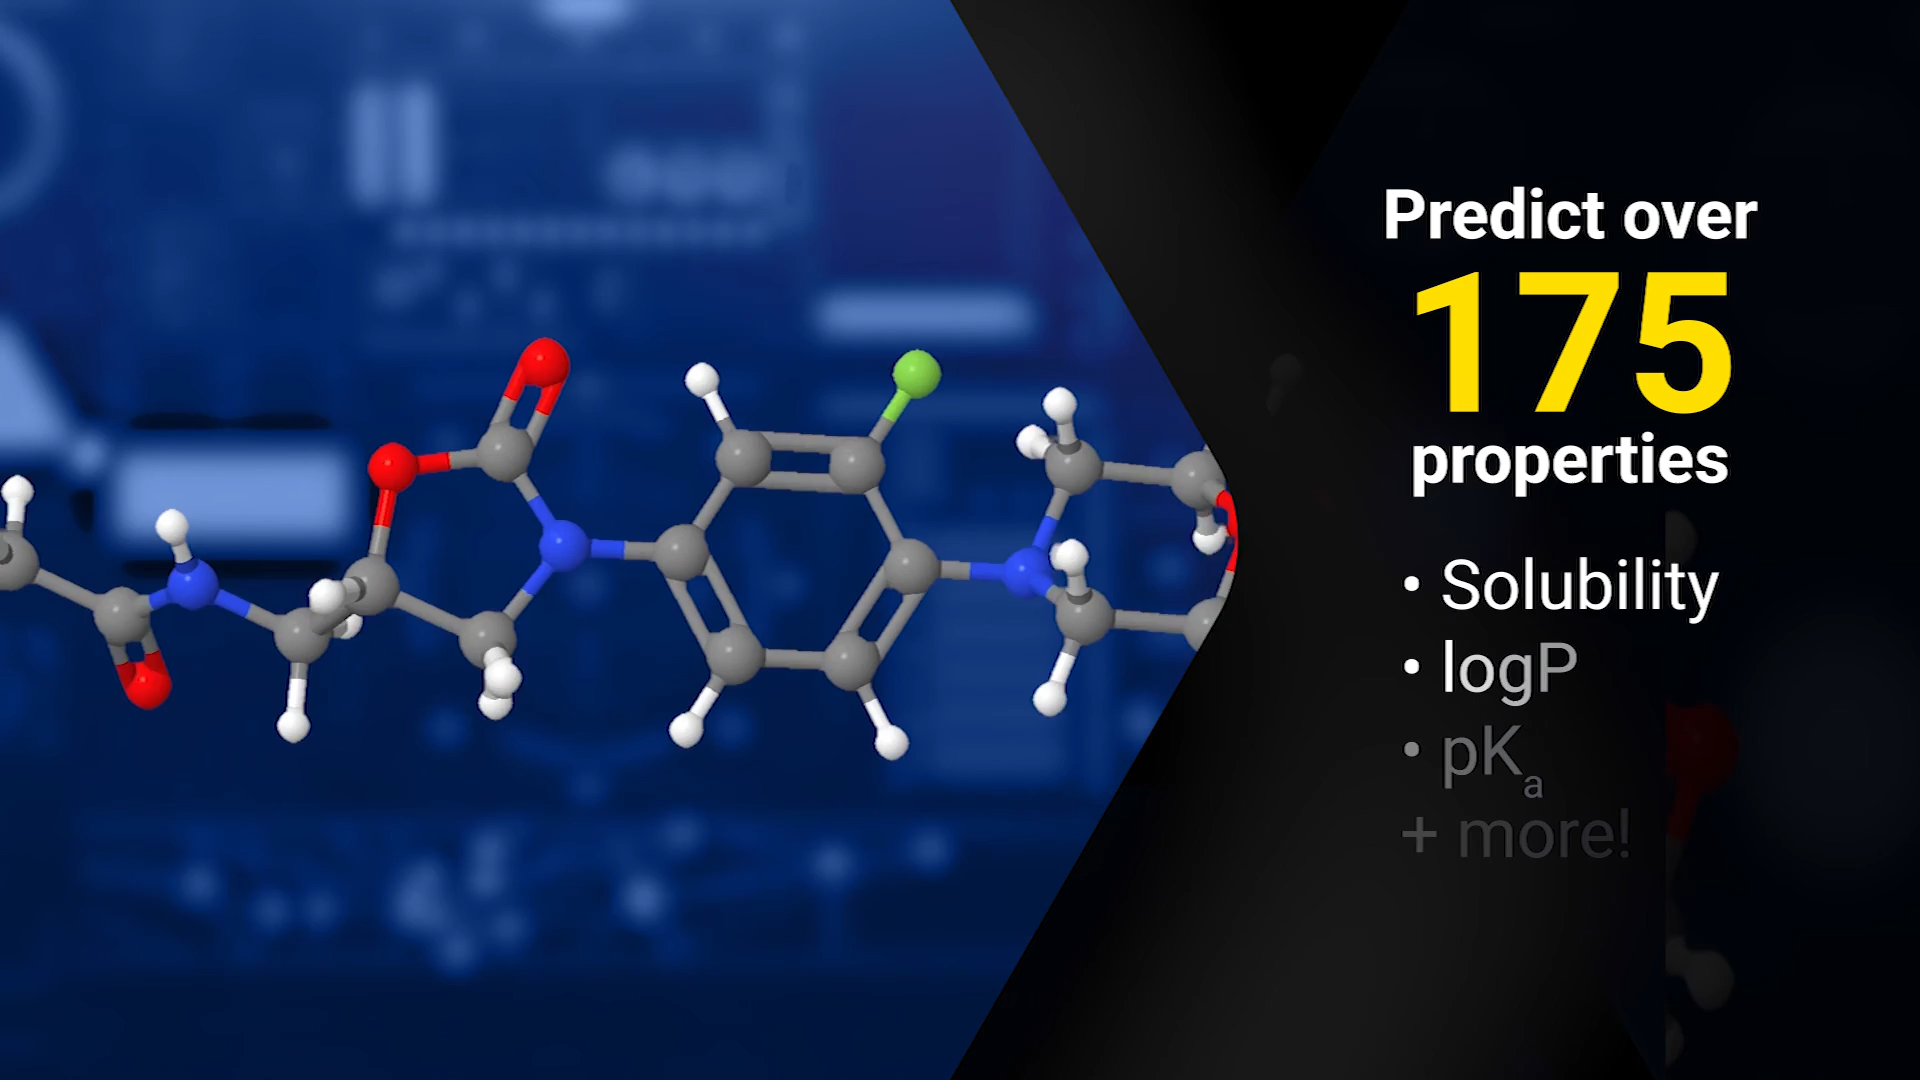 Predict over
175
properties
• Solubility
• logP
• pKₐ
+ more!